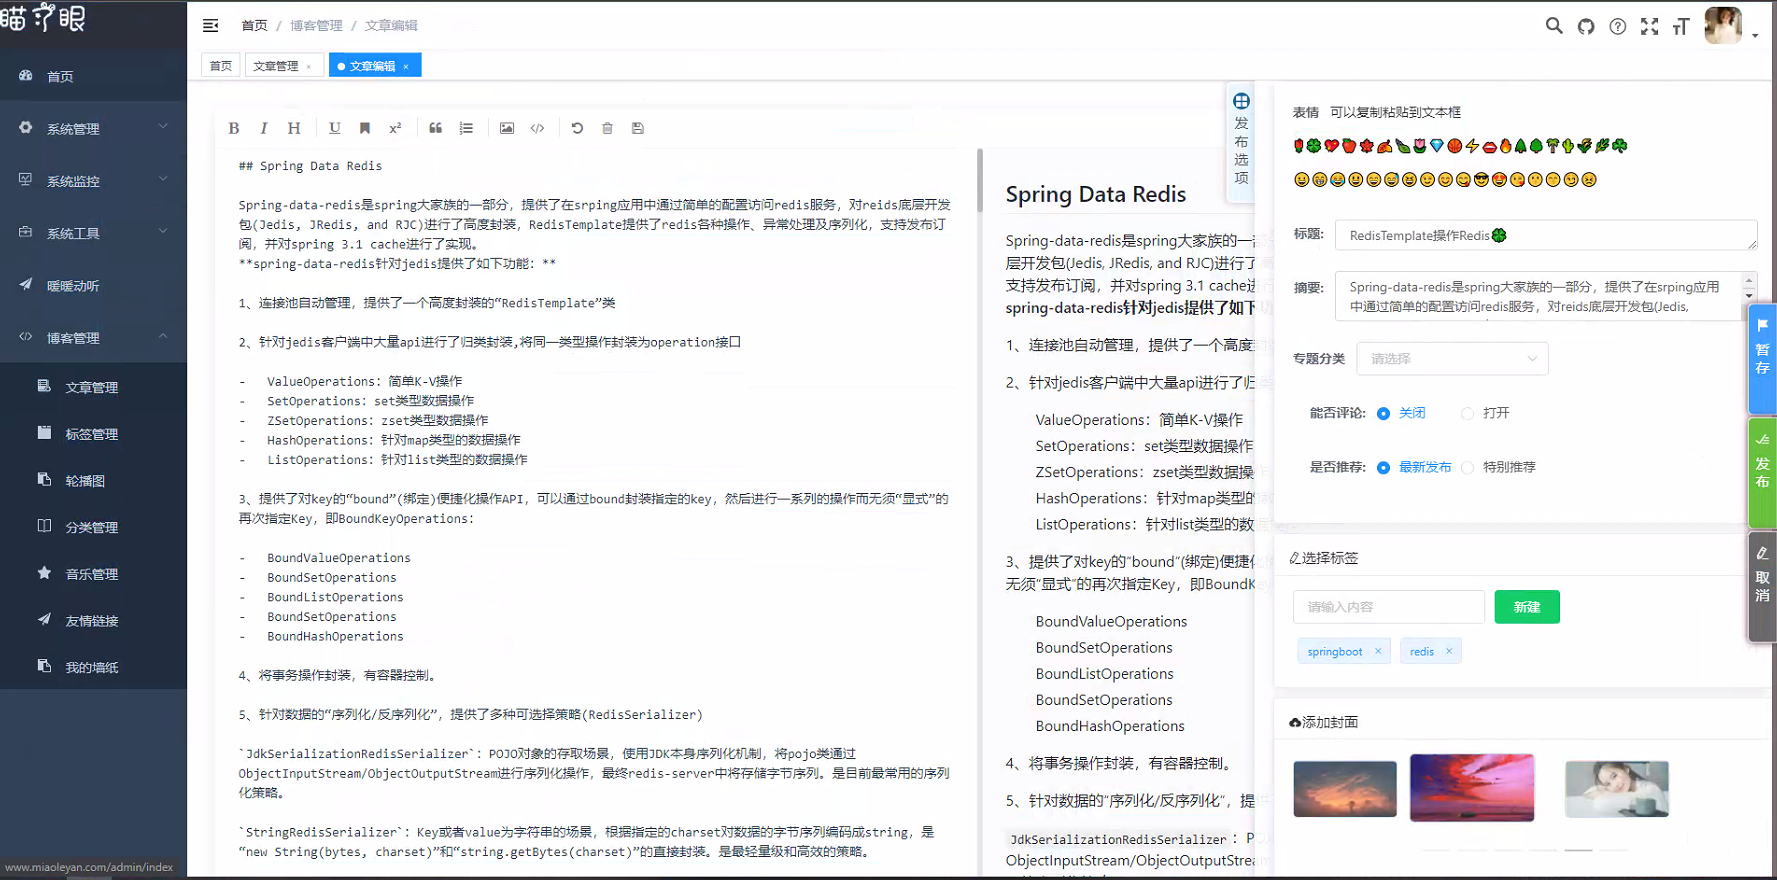 瞄了个眼
首页 / 博客管理 / 文章编辑
首页
文章管理 ×
文章编辑 ×
首页
系统管理
系统监控
系统工具
暖暖动听
博客管理
文章管理
标签管理
轮播图
分类管理
音乐管理
友情链接
我的墙纸
www.miaoleyan.com/admin/index
B I H U x²
## Spring Data Redis
Spring-data-redis是spring大家族的一部分，提供了在srping应用中通过简单的配置访问redis服务，对reids底层开发
包(Jedis, JRedis, and RJC)进行了高度封装，RedisTemplate提供了redis各种操作、异常处理及序列化，支持发布订
阅，并对spring 3.1 cache进行了实现。
**spring-data-redis针对jedis提供了如下功能：**
1、连接池自动管理，提供了一个高度封装的“RedisTemplate”类
2、针对jedis客户端中大量api进行了归类封装,将同一类型操作封装为operation接口
- ValueOperations：简单K-V操作
- SetOperations：set类型数据操作
- ZSetOperations：zset类型数据操作
- HashOperations：针对map类型的数据操作
- ListOperations：针对list类型的数据操作
3、提供了对key的“bound”(绑定)便捷化操作API，可以通过bound封装指定的key，然后进行一系列的操作而无须“显式”的
再次指定Key，即BoundKeyOperations：
- BoundValueOperations
- BoundSetOperations
- BoundListOperations
- BoundSetOperations
- BoundHashOperations
4、将事务操作封装，有容器控制。
5、针对数据的“序列化/反序列化”，提供了多种可选择策略(RedisSerializer)
`JdkSerializationRedisSerializer`：POJO对象的存取场景，使用JDK本身序列化机制，将pojo类通过
ObjectInputStream/ObjectOutputStream进行序列化操作，最终redis-server中将存储字节序列。是目前最常用的序列
化策略。
`StringRedisSerializer`：Key或者value为字符串的场景，根据指定的charset对数据的字节序列编码成string，是
“new String(bytes, charset)”和“string.getBytes(charset)”的直接封装。是最轻量级和高效的策略。
Spring Data Redis
Spring-data-redis是spring大家族的一部
层开发包(Jedis, JRedis, and RJC)进行了高
支持发布订阅，并对spring 3.1 cache进
spring-data-redis针对jedis提供了如下功
1、连接池自动管理，提供了一个高度封
2、针对jedis客户端中大量api进行了归类
ValueOperations：简单K-V操作
SetOperations：set类型数据操作
ZSetOperations：zset类型数据操
HashOperations：针对map类型的
ListOperations：针对list类型的数据
3、提供了对key的“bound”(绑定)便捷化
无须“显式”的再次指定Key，即BoundKe
BoundValueOperations
BoundSetOperations
BoundListOperations
BoundSetOperations
BoundHashOperations
4、将事务操作封装，有容器控制。
5、针对数据的“序列化/反序列化”，提
JdkSerializationRedisSerializer：P
ObjectInputStream/ObjectOutputStream
发布选项
表情 可以复制粘贴到文本框
标题: RedisTemplate操作Redis🍀
摘要: Spring-data-redis是spring大家族的一部分，提供了在srping应用
中通过简单的配置访问redis服务，对reids底层开发包(Jedis,
专题分类 请选择
能否评论: 关闭 打开
是否推荐: 最新发布 特别推荐
选择标签
请输入内容 新建
springboot × redis ×
添加封面
暂存
发布
取消